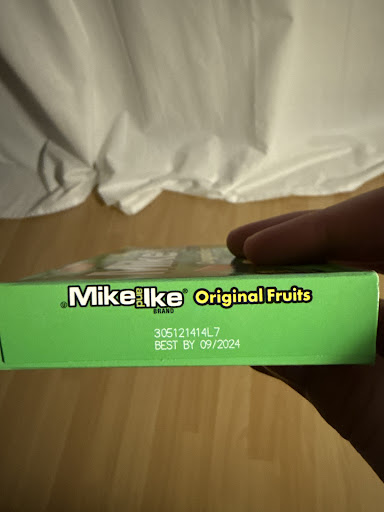 Mike and Ike® Original Fruits
BRAND
305121414L7
BEST BY 09/2024